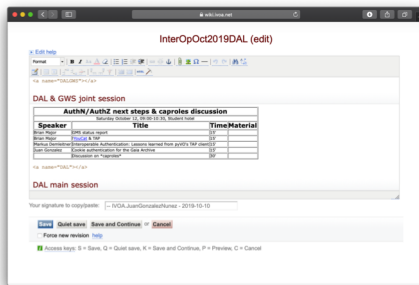 wiki.ivoa.net
InterOpOct2019DAL (edit)
Edit help
Format
<a name="DALGWS"></a>
DAL & GWS joint session
AuthN/AuthZ next steps & caproles discussion
Saturday October 12, 09:00-10:30, Student hotel
Speaker Title Time Material
Brian Major GMS status report 15'
Brian Major & TAP 15'
Markus Demleitner Interoperable Authentication: Lessons learned from pyVO's TAP client 15'
Juan Gonzalez Cookie authentication for the Gaia Archive 15'
Discussion on *caproles* 30'
<a name="DAL"></a>
DAL main session
Your signature to copy/paste: -- IVOA.JuanGonzalezNunez - 2019-10-10
Save Quiet save Save and Continue or Cancel
Force new revision help
Access keys: S = Save, Q = Quiet save, K = Save and Continue, P = Preview, C = Cancel